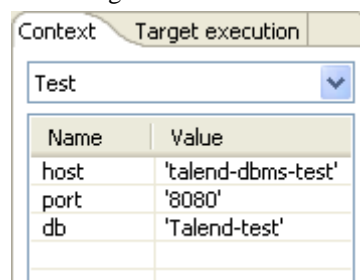 Context Target execution
Test
Name Value
host 'talend-dbms-test'
port '8080'
db 'Talend-test'